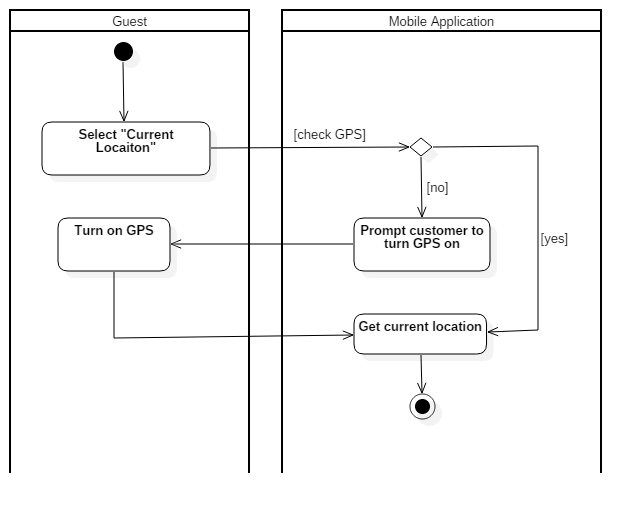 Guest
Mobile Application
Select "Current
Locaiton"
[check GPS]
[no]
[yes]
Turn on GPS
Prompt customer to
turn GPS on
Get current location